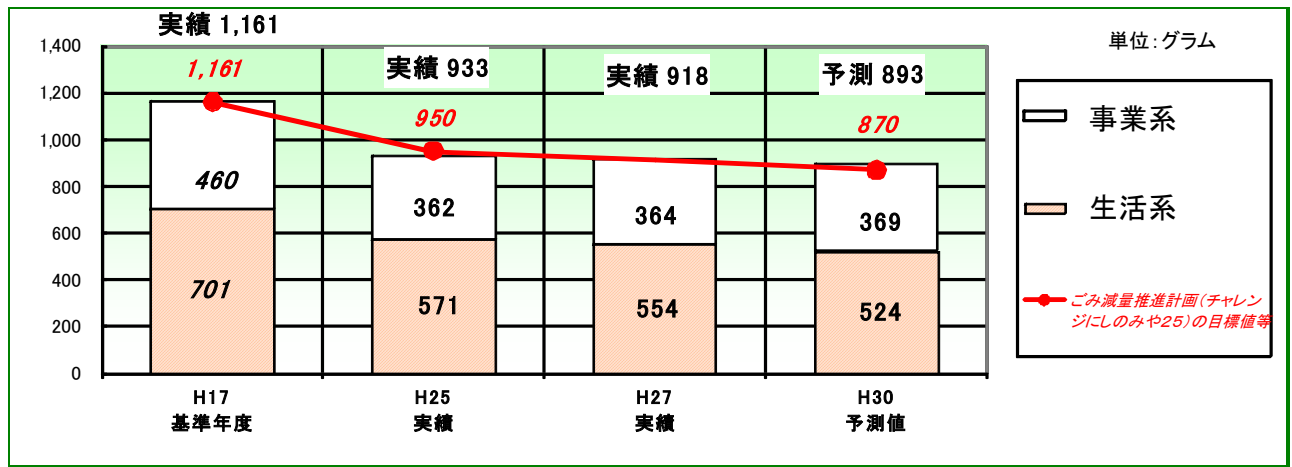 実績 1,161
単位：グラム
1,400
1,200
1,000
800
600
400
200
0
1,161
実績 933
実績 918
予測 893
950
870
460
362
364
369
701
571
554
524
H17
基準年度
H25
実績
H27
実績
H30
予測値
事業系
生活系
ごみ減量推進計画（チャレン
ジにしのみや２５）の目標値等